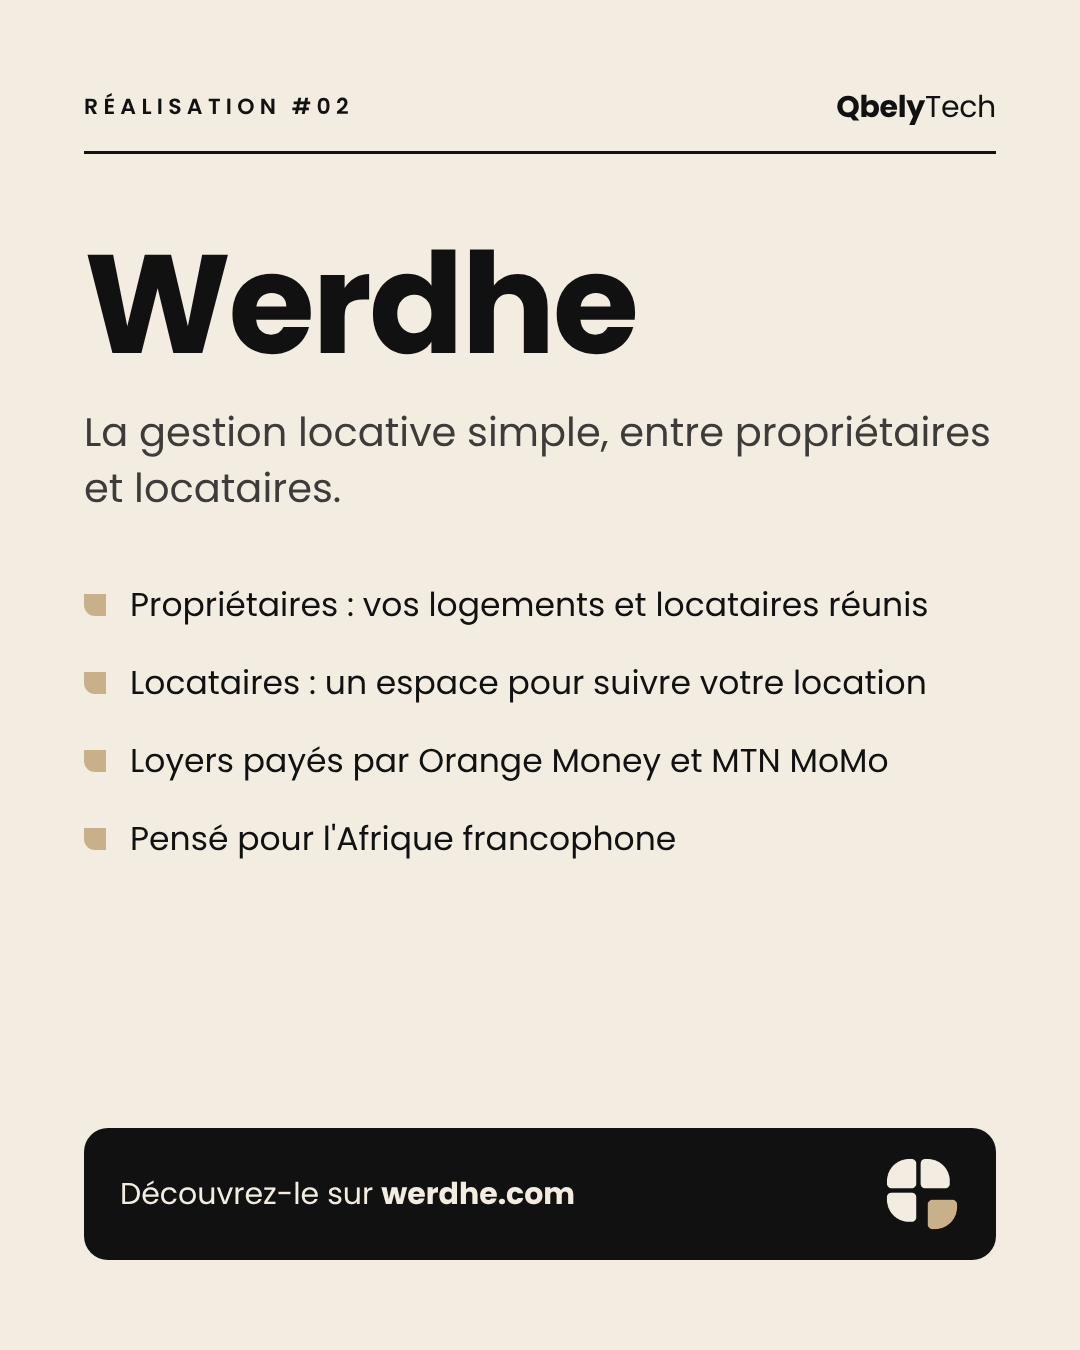 RÉALISATION #02
QbelyTech
Werdhe
La gestion locative simple, entre propriétaires
et locataires.
Propriétaires : vos logements et locataires réunis
Locataires : un espace pour suivre votre location
Loyers payés par Orange Money et MTN MoMo
Pensé pour l'Afrique francophone
Découvrez-le sur werdhe.com